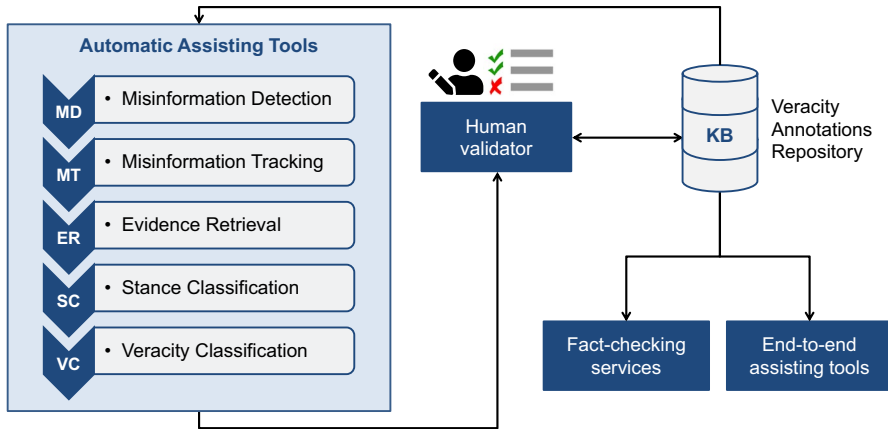 Automatic Assisting Tools
MD
• Misinformation Detection
MT
• Misinformation Tracking
ER
• Evidence Retrieval
SC
• Stance Classification
VC
• Veracity Classification
Human
validator
KB
Veracity
Annotations
Repository
Fact-checking
services
End-to-end
assisting tools